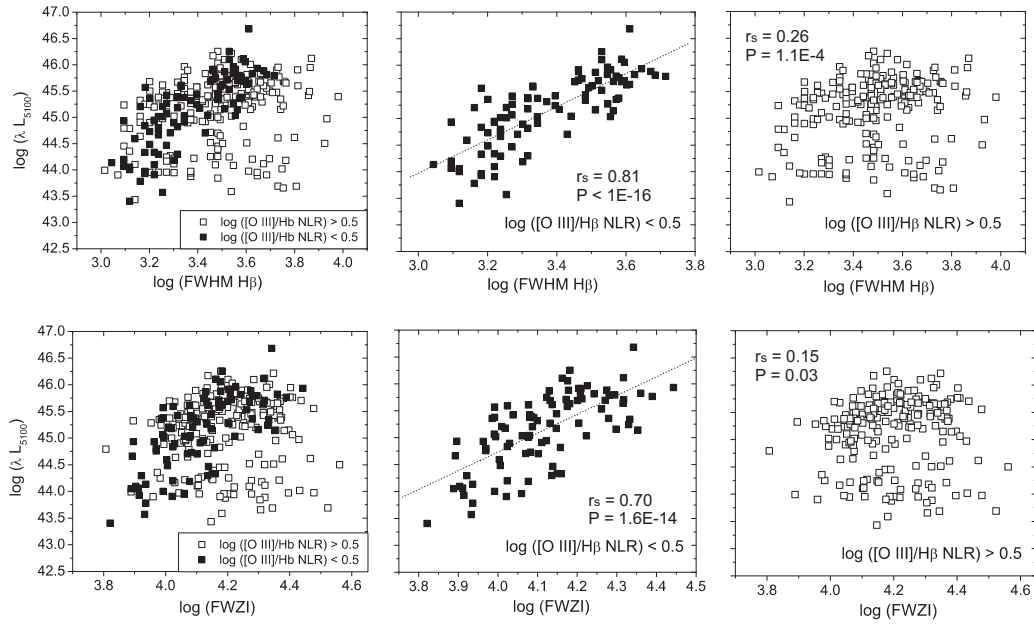 47.0
46.5
46.0
45.5
45.0
44.5
44.0
43.5
43.0
42.5
log (λ L5100)
log ([O III]/Hb NLR) > 0.5
log ([O III]/Hb NLR) < 0.5
3.0 3.2 3.4 3.6 3.8 4.0
log (FWHM Hβ)
rs = 0.81
P < 1E-16
log ([O III]/Hβ NLR) < 0.5
3.0 3.2 3.4 3.6 3.8
log (FWHM Hβ)
rs = 0.26
P = 1.1E-4
log ([O III]/Hβ NLR) > 0.5
3.0 3.2 3.4 3.6 3.8 4.0
log (FWHM Hβ)
47.0
46.5
46.0
45.5
45.0
44.5
44.0
43.5
43.0
42.5
log (λ L5100)
log ([O III]/Hb NLR) > 0.5
log ([O III]/Hb NLR) < 0.5
3.8 4.0 4.2 4.4 4.6
log (FWZI)
rs = 0.70
P = 1.6E-14
log ([O III]/Hβ NLR) < 0.5
3.8 3.9 4.0 4.1 4.2 4.3 4.4 4.5
log (FWZI)
rs = 0.15
P = 0.03
log ([O III]/Hβ NLR) > 0.5
3.8 4.0 4.2 4.4 4.6
log (FWZI)